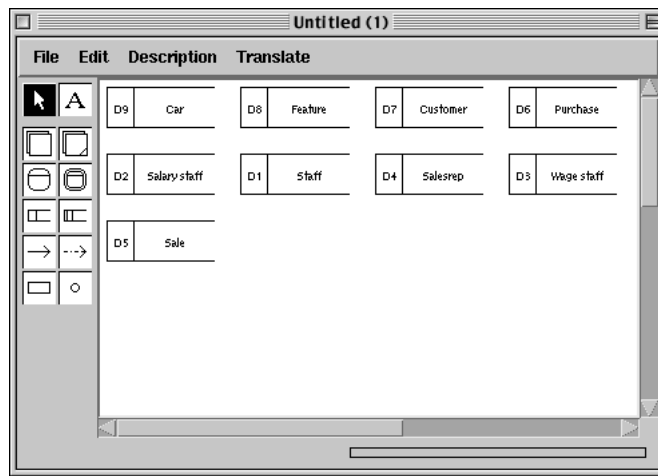 Untitled (1)
File Edit Description Translate
A
D9 Car D8 Feature D7 Customer D6 Purchase
D2 Salary staff D1 Staff D4 Salesrep D3 Wage staff
D5 Sale